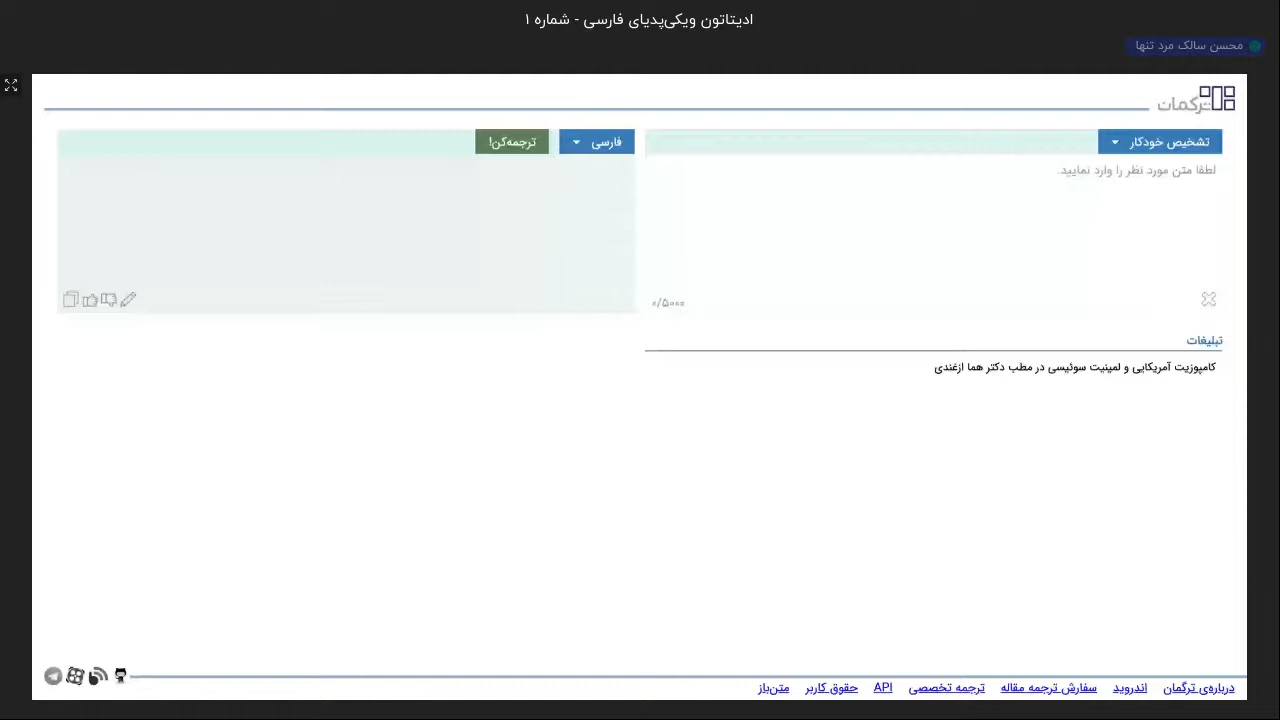 ادیتاتون ویکی‌پدیای فارسی - شماره ۱
محسن سالک مرد تنها
ترگمان
تشخیص خودکار
فارسی
ترجمه‌کن!
لطفا متن مورد نظر را وارد نمایید.
۰/۵۰۰۰
تبلیغات
کامپوزیت آمریکایی و لمینیت سوئیسی در مطب دکتر هما ازغندی
درباره‌ی ترگمان اندروید سفارش ترجمه مقاله ترجمه تخصصی API حقوق کاربر متن‌باز